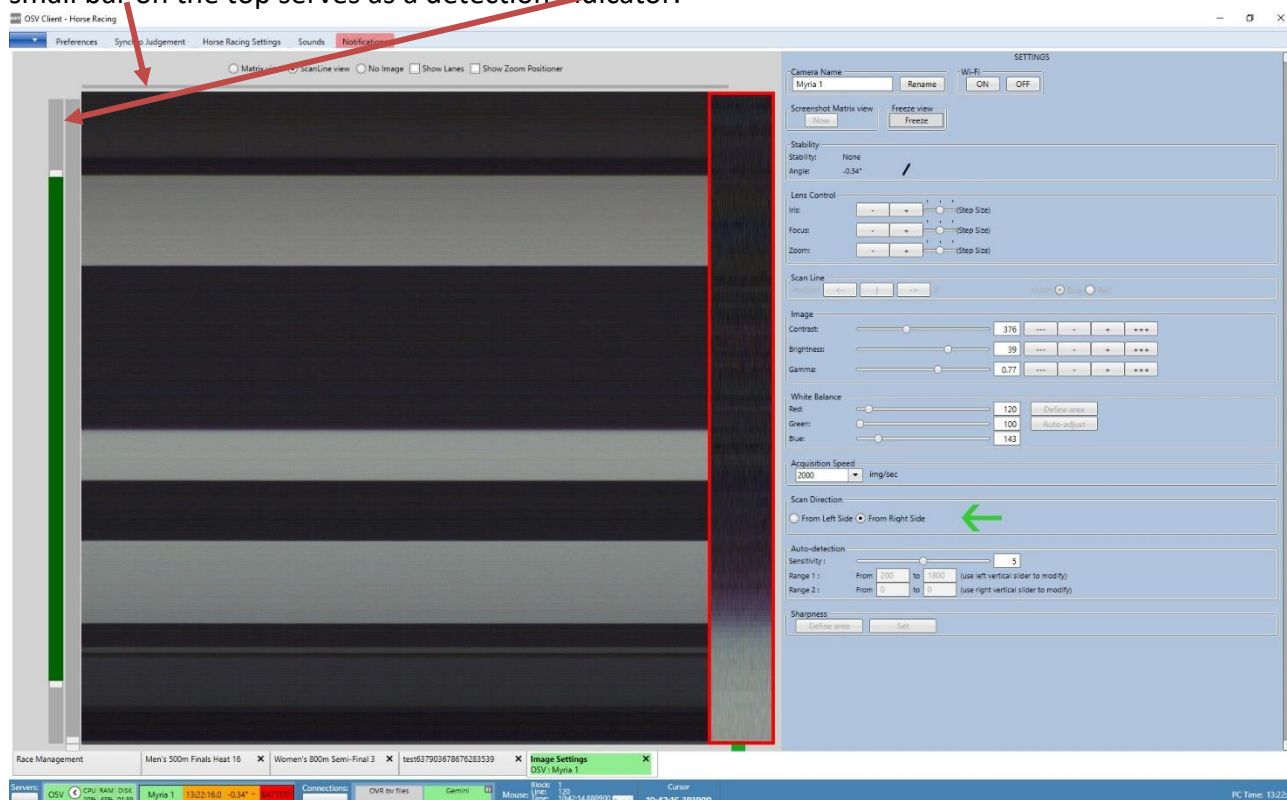 small bar on the top serves as a detection indicator.
OSV Client - Horse Racing
Preferences Judgement Horse Racing Settings Sounds Notifications
ScanLine view No Image Show Lanes Show Zoom Positioner
SETTINGS
Camera Name Wi-Fi
Myria 1 Rename ON OFF
Screenshot Matrix view Freeze view
Now Freeze
Stability
Stability: None
Angle: -0.34°
Lens Control
Iris: - + (Step Size)
Focus: - + (Step Size)
Zoom: - + (Step Size)
Scan Line
<- | ->
Image
Contrast: 376 --- - + +++
Brightness: 39 --- - + +++
Gamma: 0.77 --- - + +++
White Balance
Red: 120 Define area
Green: 100 Auto-adjust
Blue: 143
Acquisition Speed
2000 img/sec
Scan Direction
From Left Side From Right Side
Auto-detection
Sensitivity : 5
Range 1 : From 200 to 1800 (use left vertical slider to modify)
Range 2 : From 0 to 0 (use right vertical slider to modify)
Sharpness
Define area Set
Race Management Men's 500m Finals Heat 16 X Women's 800m Semi-Final 3 X test637903678676283539 X Image Settings X
OSV : Myria 1
Servers: OSV CPU RAM DISK Myria 1 13:22:16.0 -0.34° BATTERY Connections: OVR by files Gemini Mouse: Block: 1
Line: 120
Cursor
PC Time: 13:22